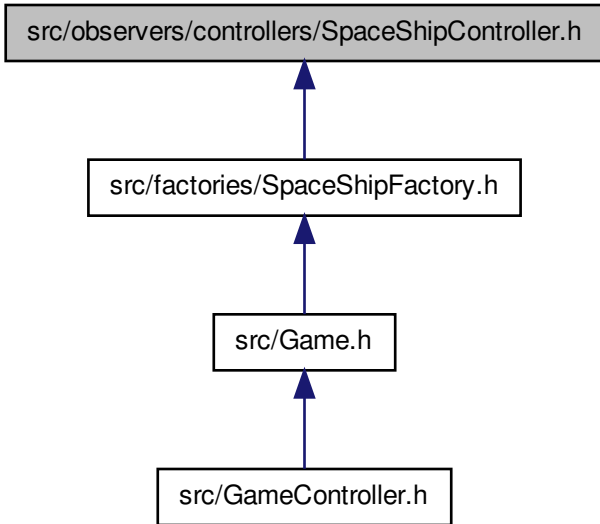 src/observers/controllers/SpaceShipController.h
src/factories/SpaceShipFactory.h
src/Game.h
src/GameController.h